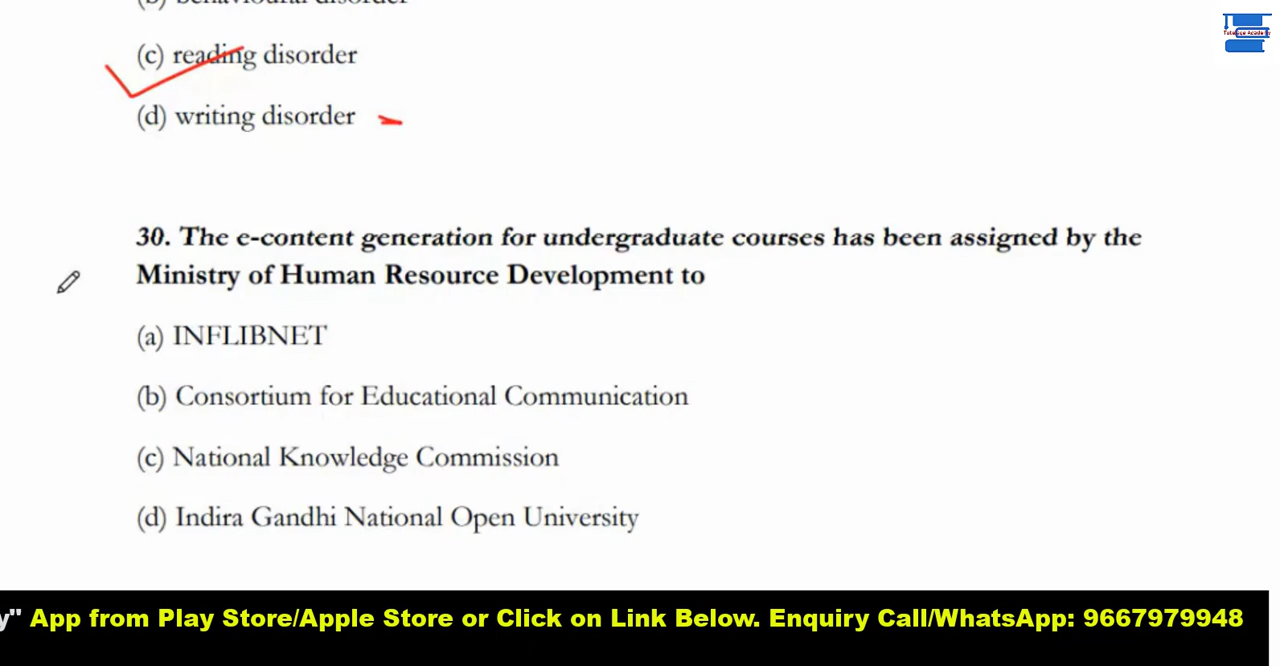 (b) behavioural disorder
(c) reading disorder
(d) writing disorder
30. The e-content generation for undergraduate courses has been assigned by the
Ministry of Human Resource Development to
(a) INFLIBNET
(b) Consortium for Educational Communication
(c) National Knowledge Commission
(d) Indira Gandhi National Open University
y" App from Play Store/Apple Store or Click on Link Below. Enquiry Call/WhatsApp: 9667979948